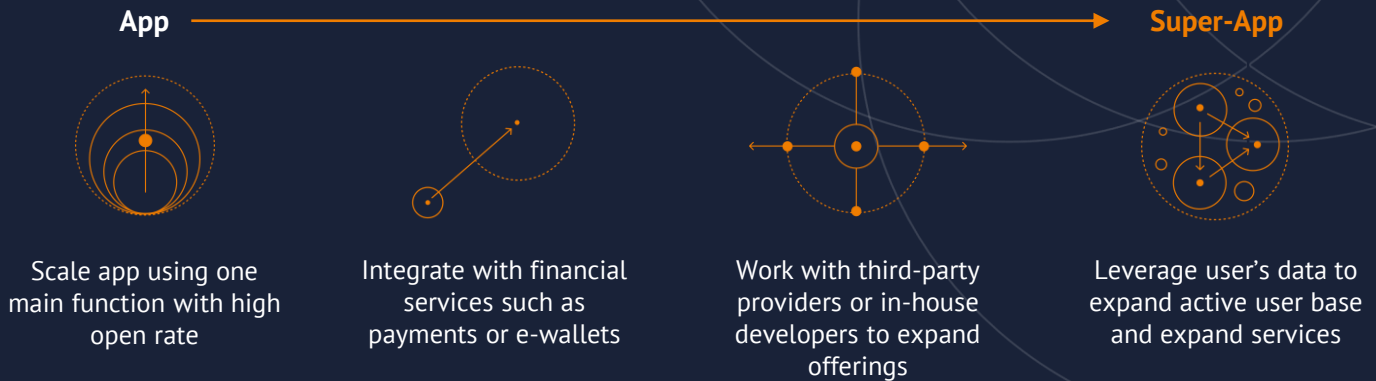 App
Super-App
Scale app using one
main function with high
open rate
Integrate with financial
services such as
payments or e-wallets
Work with third-party
providers or in-house
developers to expand
offerings
Leverage user’s data to
expand active user base
and expand services